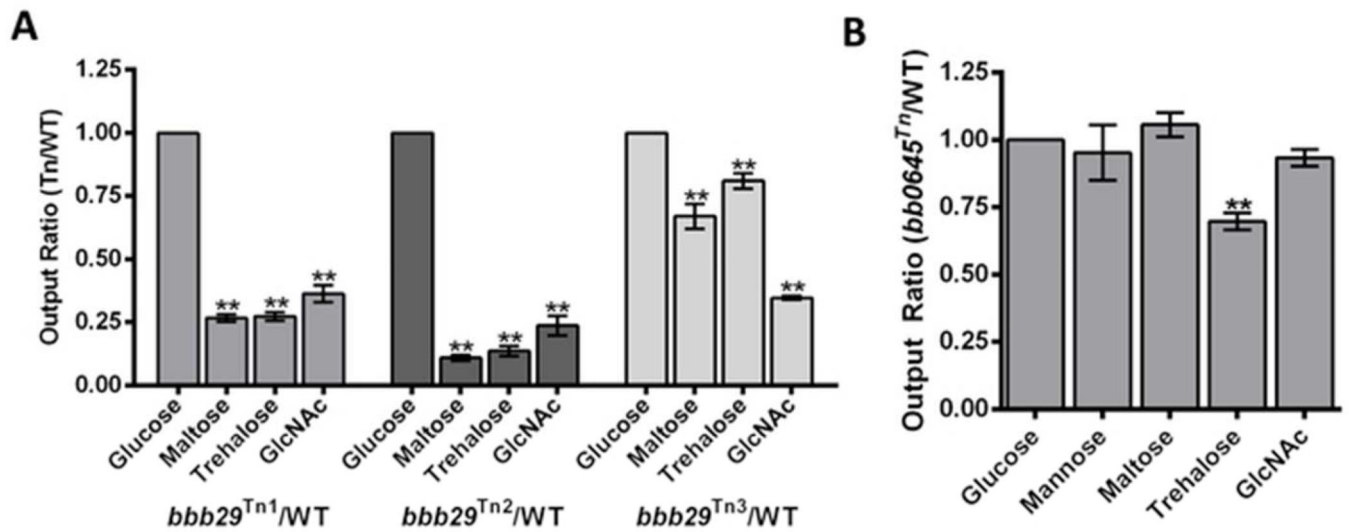 A
Output Ratio (Tn/WT)
1.25
1.00
0.75
0.50
0.25
0.00
** ** **
** ** **
** ** **
Glucose Maltose Trehalose GlcNAc
Glucose Maltose Trehalose GlcNAc
Glucose Maltose Trehalose GlcNAc
bbb29Tn1/WT bbb29Tn2/WT bbb29Tn3/WT
B
Output Ratio (bb0645Tn/WT)
1.25
1.00
0.75
0.50
0.25
0.00
**
Glucose Mannose Maltose Trehalose GlcNAc